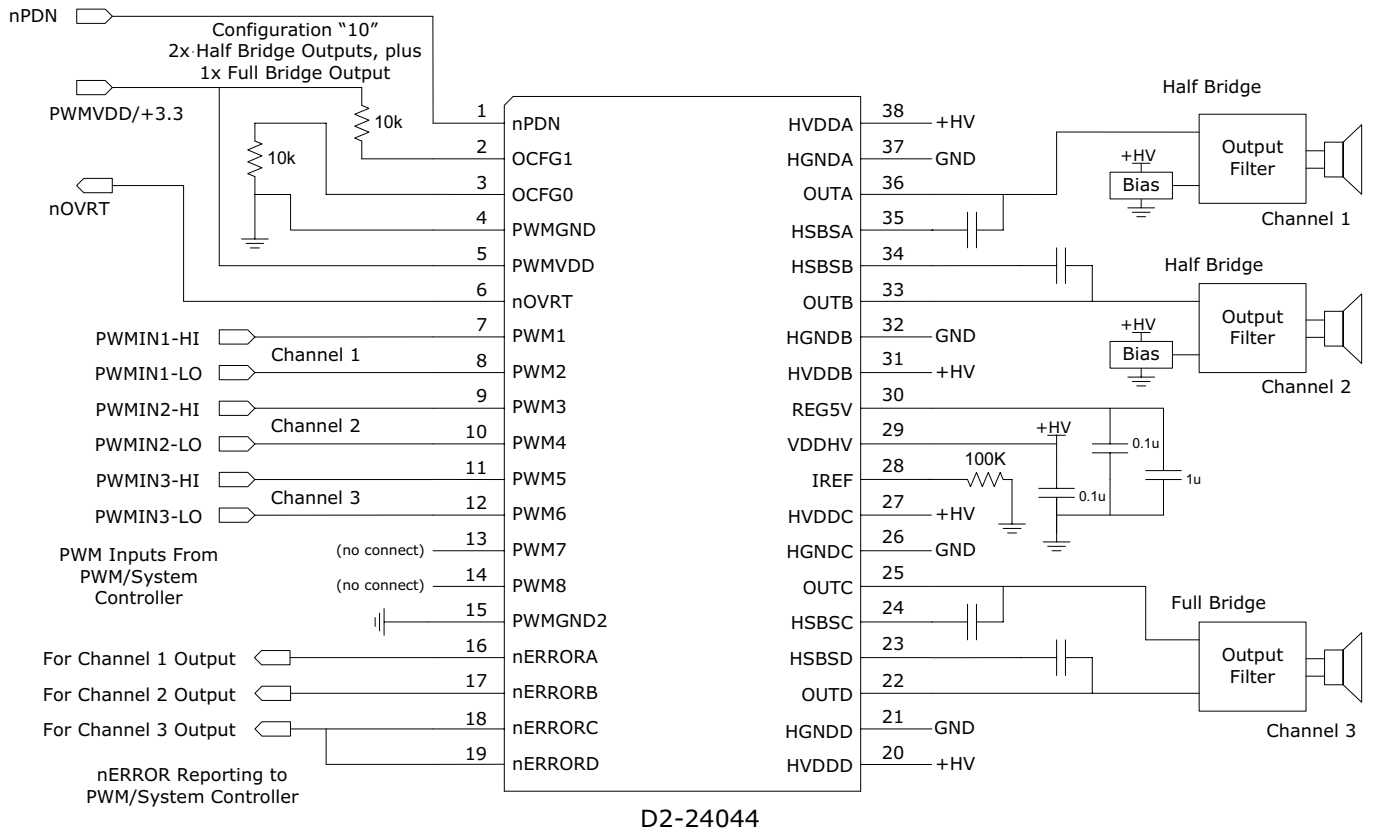 nPDN
Configuration “10”
2x Half Bridge Outputs, plus
1x Full Bridge Output
PWMVDD/+3.3
10k
10k
nOVRT
1
nPDN
2
OCFG1
3
OCFG0
4
PWMGND
5
PWMVDD
6
nOVRT
PWMIN1-HI
7
PWM1
Channel 1
PWMIN1-LO
8
PWM2
PWMIN2-HI
9
PWM3
Channel 2
PWMIN2-LO
10
PWM4
PWMIN3-HI
11
PWM5
Channel 3
PWMIN3-LO
12
PWM6
PWM Inputs From
PWM/System
Controller
(no connect)
13
PWM7
(no connect)
14
PWM8
15
PWMGND2
For Channel 1 Output
16
nERRORA
For Channel 2 Output
17
nERRORB
For Channel 3 Output
18
nERRORC
19
nERRORD
nERROR Reporting to
PWM/System Controller
HVDDA
38
+HV
HGNDA
37
GND
OUTA
36
HSBSA
35
HSBSB
34
OUTB
33
HGNDB
32
GND
HVDDB
31
+HV
REG5V
30
VDDHV
29
+HV
IREF
28
100K
0.1u
0.1u
1u
HVDDC
27
+HV
HGNDC
26
GND
OUTC
25
HSBSC
24
HSBSD
23
OUTD
22
HGNDD
21
GND
HVDDD
20
+HV
Half Bridge
Output
Filter
+HV
Bias
Channel 1
Half Bridge
Output
Filter
+HV
Bias
Channel 2
Full Bridge
Output
Filter
Channel 3
D2-24044